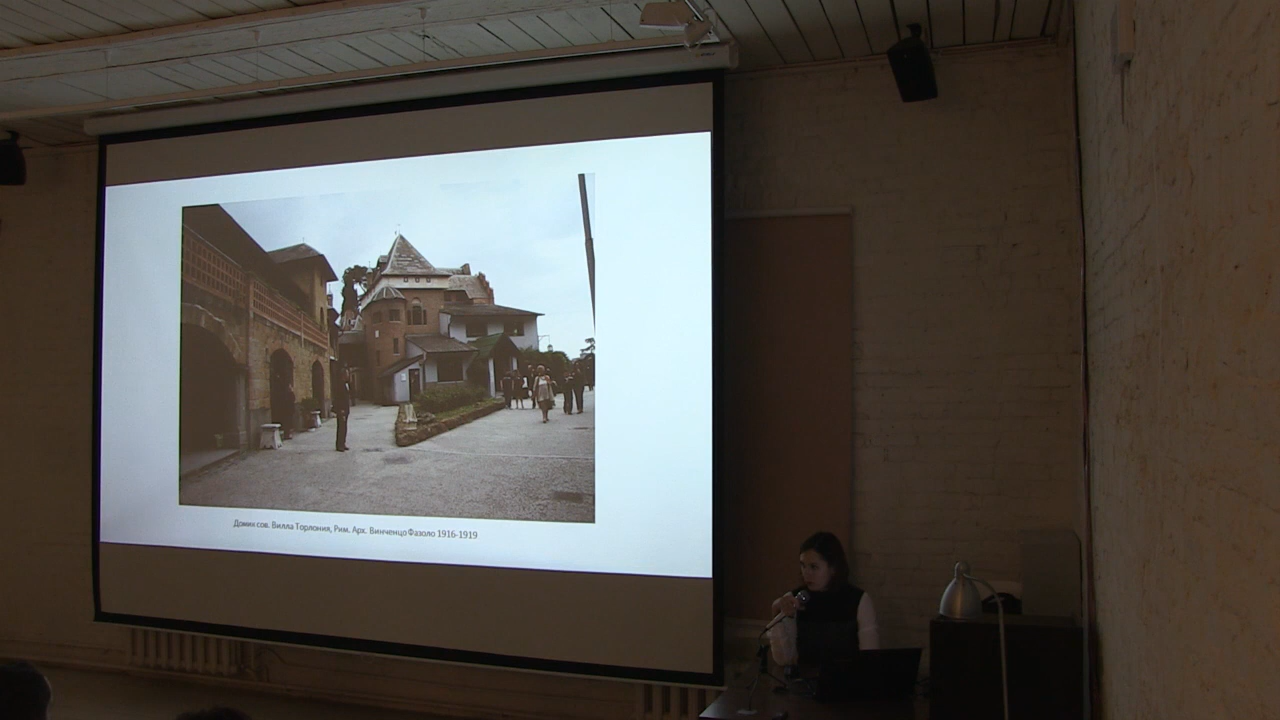 Домик сов. Вилла Торлония, Рим. Арх. Винченцо Фазоло 1916-1919